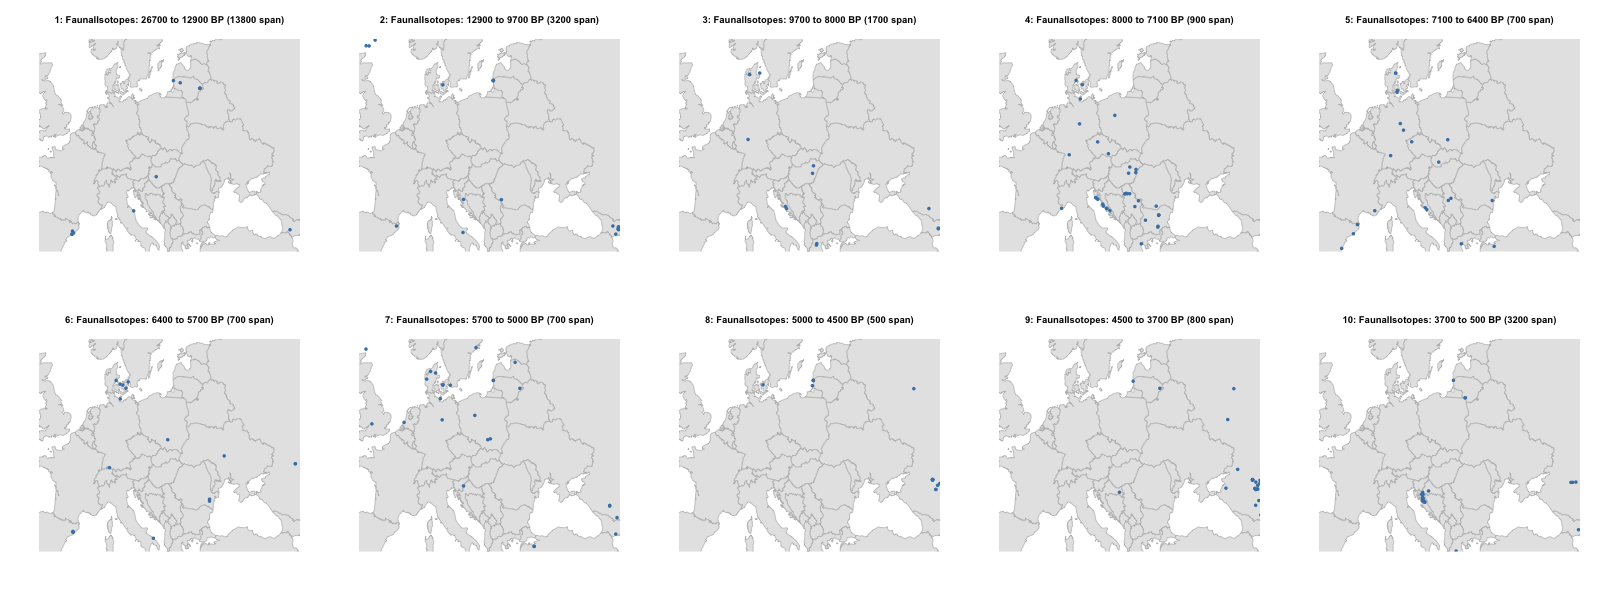 1: FaunalIsotopes: 26700 to 12900 BP (13800 span)
2: FaunalIsotopes: 12900 to 9700 BP (3200 span)
3: FaunalIsotopes: 9700 to 8000 BP (1700 span)
4: FaunalIsotopes: 8000 to 7100 BP (900 span)
5: FaunalIsotopes: 7100 to 6400 BP (700 span)
6: FaunalIsotopes: 6400 to 5700 BP (700 span)
7: FaunalIsotopes: 5700 to 5000 BP (700 span)
8: FaunalIsotopes: 5000 to 4500 BP (500 span)
9: FaunalIsotopes: 4500 to 3700 BP (800 span)
10: FaunalIsotopes: 3700 to 500 BP (3200 span)